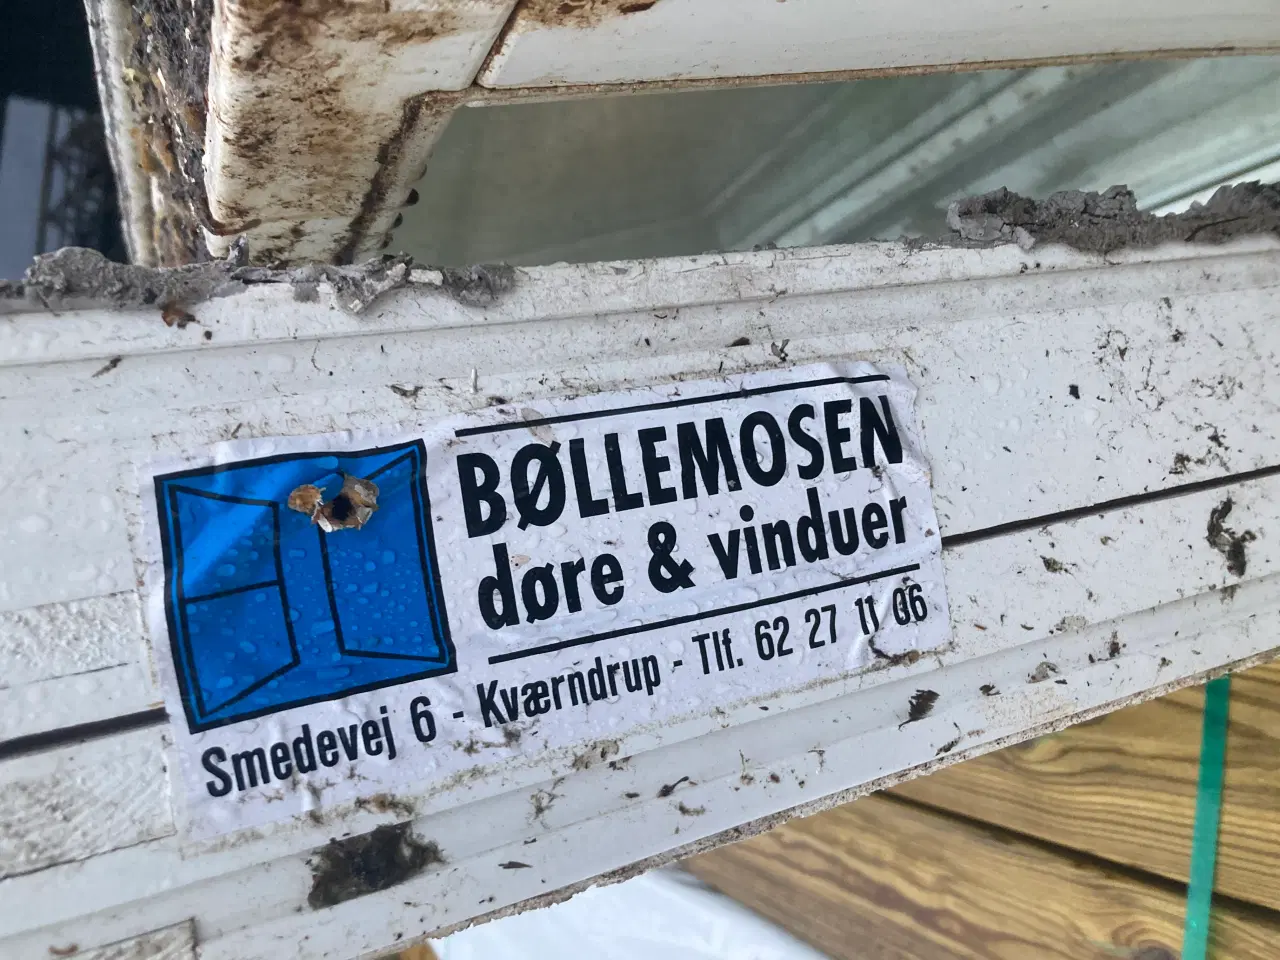 BØLLEMOSEN
døre & vinduer
Smedevej 6 - Kværndrup - Tlf. 62 27 11 06